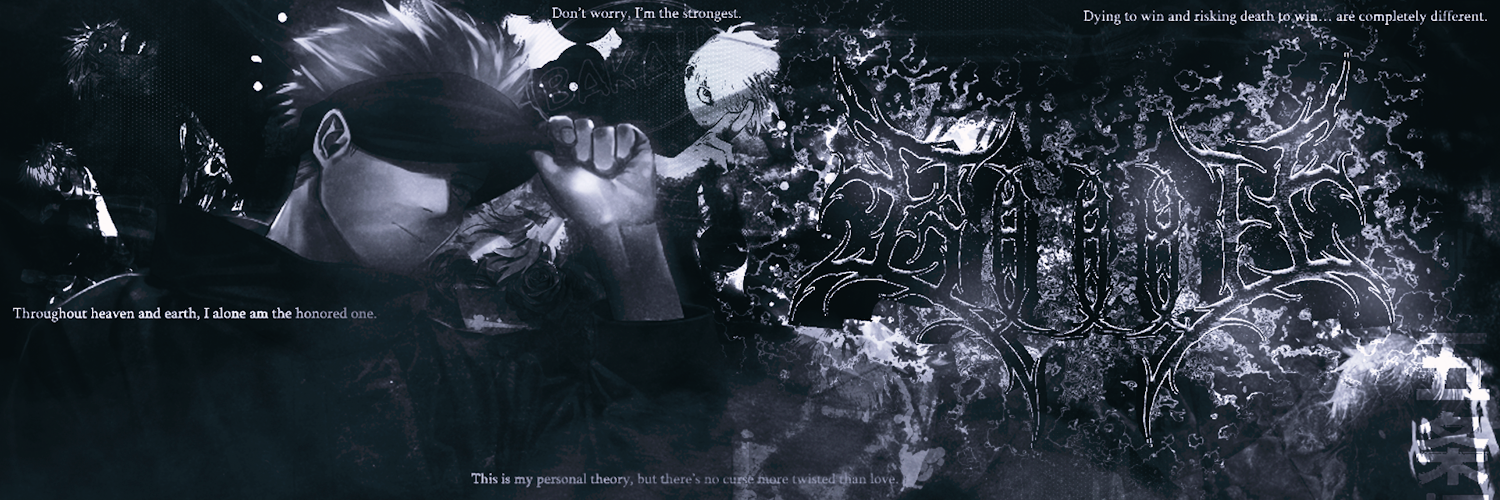 Don't worry, I'm the strongest.
Dying to win and risking death to win… are completely different.
BAKA!!
Throughout heaven and earth, I alone am the honored one.
This is my personal theory, but there's no curse more twisted than love.